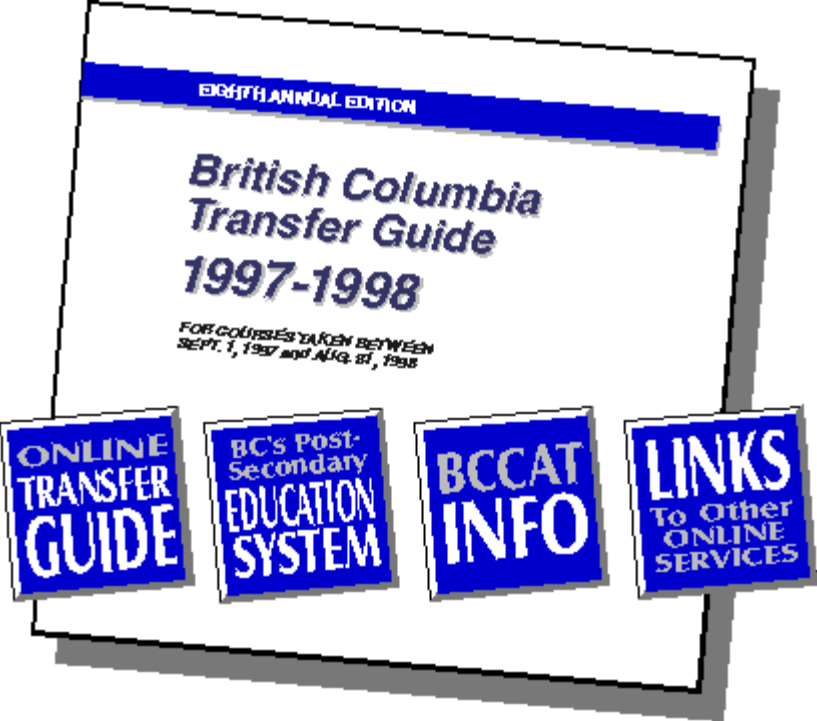 EIGHTH ANNUAL EDITION
British Columbia
Transfer Guide
1997-1998
FOR COURSES TAKEN BETWEEN
SEPT. 1, 1997 and AUG. 31, 1998
ONLINE
TRANSFER
GUIDE
BC's Post-
Secondary
EDUCATION
SYSTEM
BCCAT
INFO
LINKS
To Other
ONLINE
SERVICES